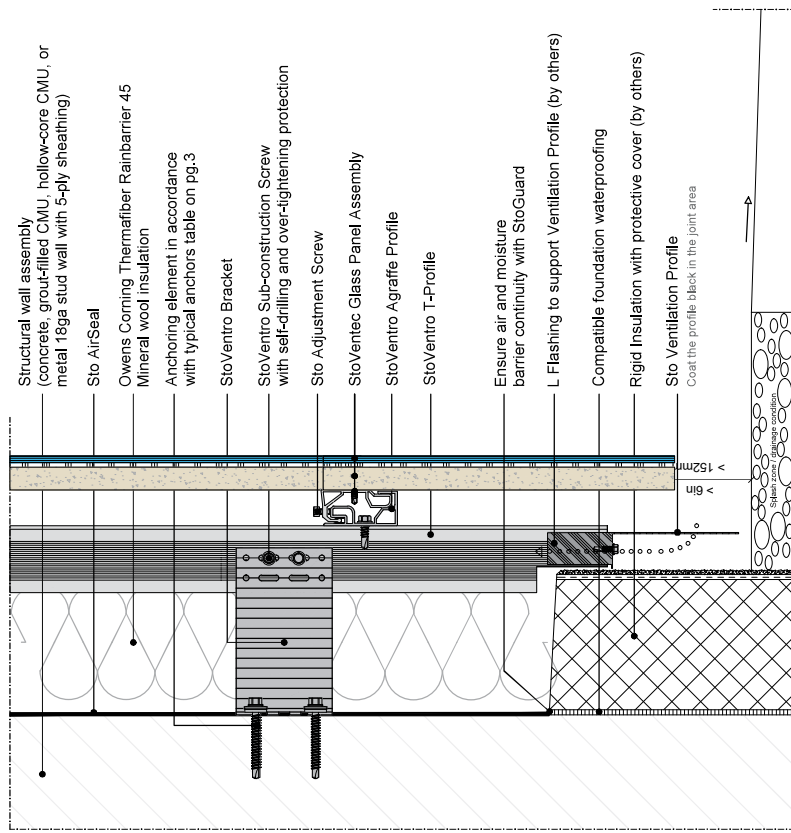 Structural wall assembly
(concrete, grout-filled CMU, hollow-core CMU, or
metal 18ga stud wall with 5-ply sheathing)
Sto AirSeal
Owens Corning Thermafiber Rainbarrier 45
Mineral wool insulation
Anchoring element in accordance
with typical anchors table on pg.3
StoVentro Bracket
StoVentro Sub-construction Screw
with self-drilling and over-tightening protection
Sto Adjustment Screw
StoVentec Glass Panel Assembly
StoVentro Agraffe Profile
StoVentro T-Profile
Ensure air and moisture
barrier continuity with StoGuard
L Flashing to support Ventilation Profile (by others)
Compatible foundation waterproofing
Rigid Insulation with protective cover (by others)
Sto Ventilation Profile
Coat the profile black in the joint area
> 6in
> 152mm
Splash zone / drainage condition